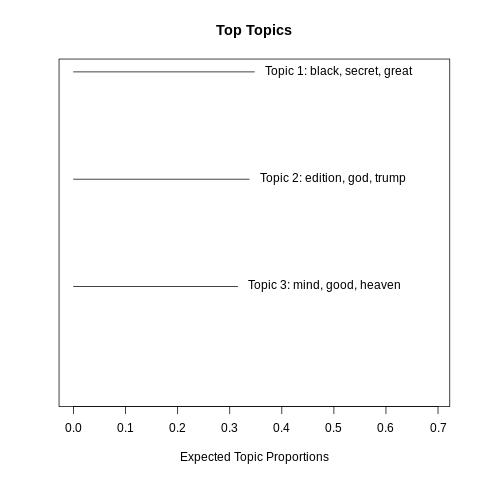 Top Topics
Topic 1: black, secret, great
Topic 2: edition, god, trump
Topic 3: mind, good, heaven
0.0 0.1 0.2 0.3 0.4 0.5 0.6 0.7
Expected Topic Proportions